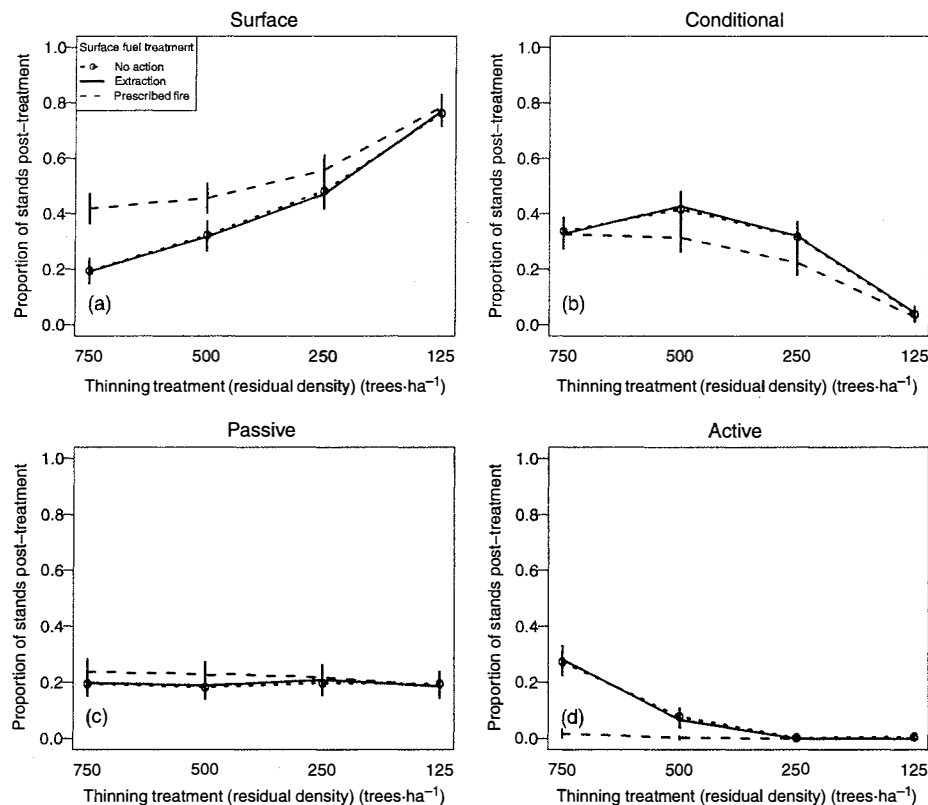 Surface
Proportion of stands post−treatment
1.0
0.8
0.6
0.4
0.2
0.0
Surface fuel treatment
No action
Extraction
Prescribed fire
(a)
750 500 250 125
Thinning treatment (residual density) (trees·ha⁻¹)
Conditional
Proportion of stands post−treatment
1.0
0.8
0.6
0.4
0.2
0.0
(b)
750 500 250 125
Thinning treatment (residual density) (trees·ha⁻¹)
Passive
Proportion of stands post−treatment
1.0
0.8
0.6
0.4
0.2
0.0
(c)
750 500 250 125
Thinning treatment (residual density) (trees·ha⁻¹)
Active
Proportion of stands post−treatment
1.0
0.8
0.6
0.4
0.2
0.0
(d)
750 500 250 125
Thinning treatment (residual density) (trees·ha⁻¹)